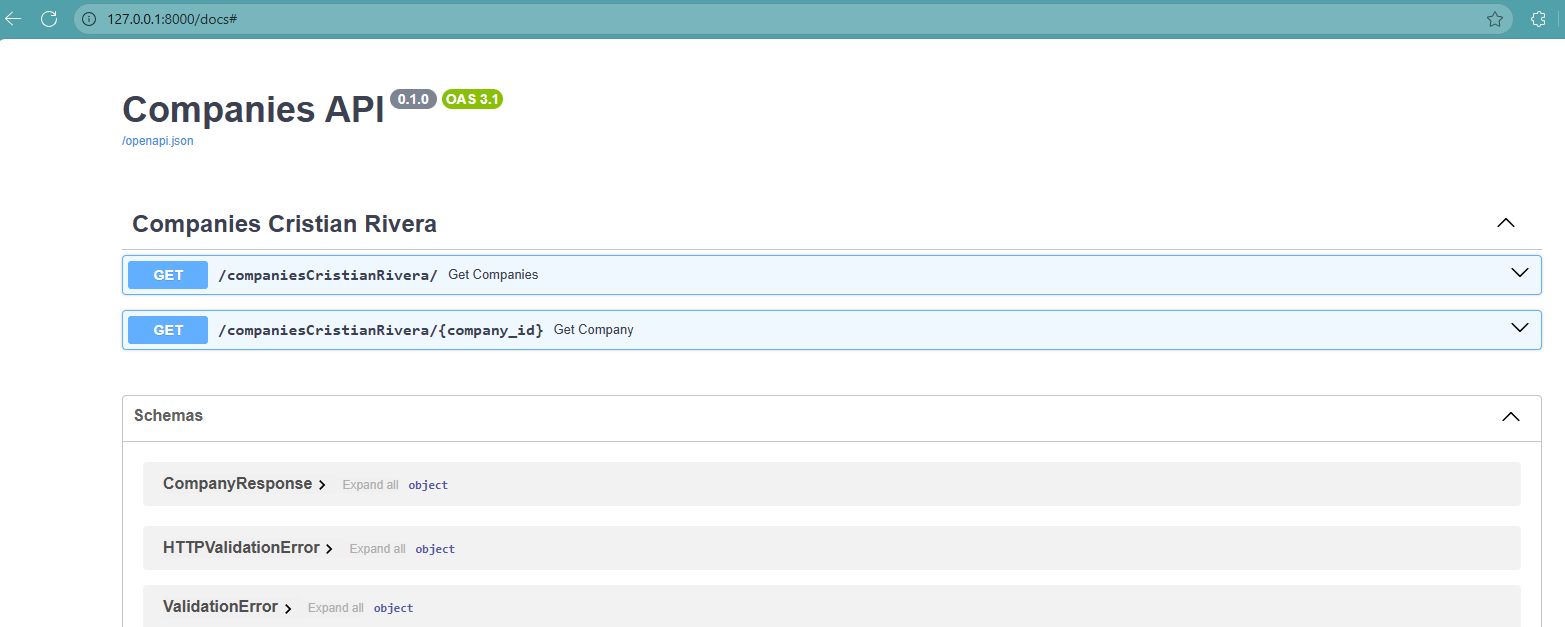 127.0.0.1:8000/docs#
Companies API 0.1.0 OAS 3.1
/openapi.json
Companies Cristian Rivera
GET /companiesCristianRivera/ Get Companies
GET /companiesCristianRivera/{company_id} Get Company
Schemas
CompanyResponse Expand all object
HTTPValidationError Expand all object
ValidationError Expand all object